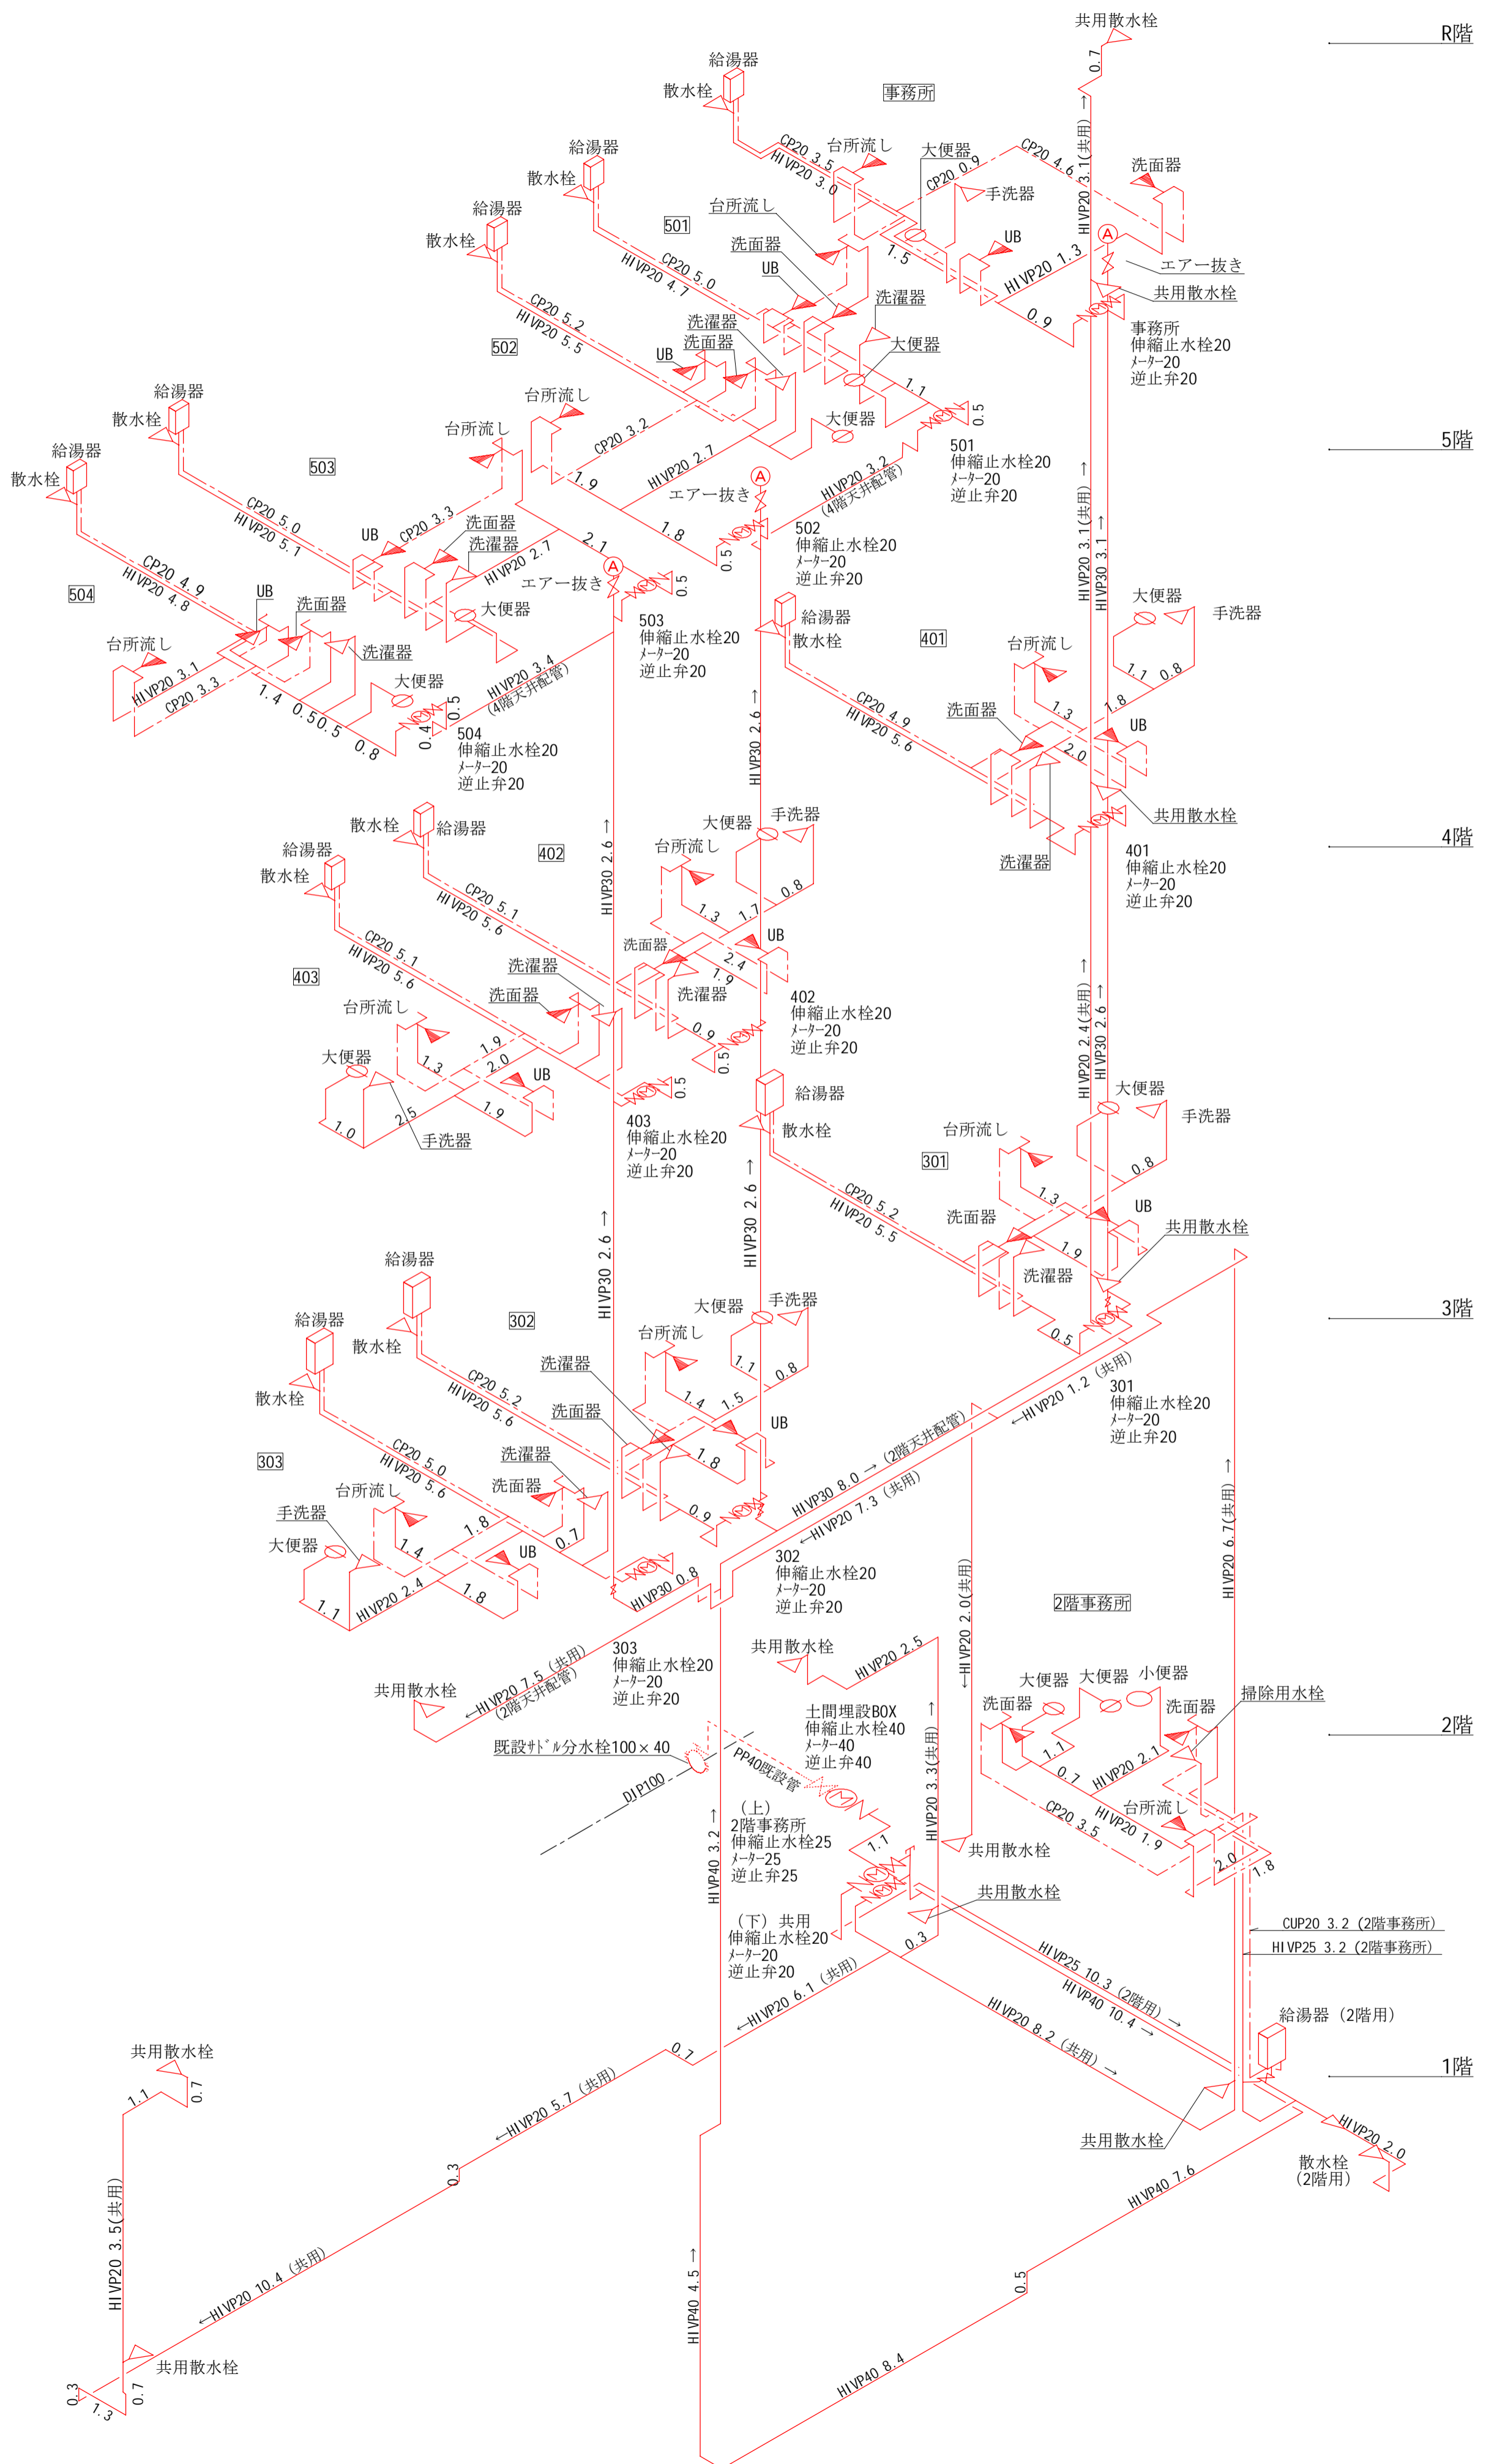 R階
共用散水栓
0.7
HIVP20 3.1(共用) →
給湯器
散水栓
事務所
CP20 3.5
HIVP20 3.0
台所流し
大便器
CP20 0.9
CP20 4.6
手洗器
洗面器
UB
1.5
HIVP20 1.3
0.9
A
エアー抜き
共用散水栓
M
事務所
伸縮止水栓20
ﾒｰﾀｰ20
逆止弁20
給湯器
散水栓
501
台所流し
洗面器
UB
CP20 5.0
HIVP20 4.7
洗濯器
大便器
1.1
M
0.5
501
伸縮止水栓20
ﾒｰﾀｰ20
逆止弁20
5階
給湯器
散水栓
502
CP20 5.2
HIVP20 5.5
洗濯器
洗面器
UB
台所流し
大便器
CP20 3.2
HIVP20 2.7
1.9
1.8
A
エアー抜き
HIVP20 3.2
(4階天井配管)
M
0.5
502
伸縮止水栓20
ﾒｰﾀｰ20
逆止弁20
給湯器
散水栓
503
台所流し
CP20 5.0
HIVP20 5.1
UB
CP20 3.3
洗面器
洗濯器
HIVP20 2.7
大便器
2.1
A
エアー抜き
M
0.5
503
伸縮止水栓20
ﾒｰﾀｰ20
逆止弁20
給湯器
散水栓
504
CP20 4.9
HIVP20 4.8
UB
洗面器
台所流し
洗濯器
HIVP20 3.1
CP20 3.3
大便器
1.4
0.5
0.5
0.8
M
0.4
0.5
HIVP20 3.4
(4階天井配管)
504
伸縮止水栓20
ﾒｰﾀｰ20
逆止弁20
HIVP20 3.1(共用) →
HIVP30 3.1 →
給湯器
散水栓
401
CP20 4.9
HIVP20 5.6
大便器
手洗器
台所流し
1.1
0.8
1.8
1.3
洗面器
UB
2.0
共用散水栓
洗濯器
M
401
伸縮止水栓20
ﾒｰﾀｰ20
逆止弁20
4階
HIVP30 2.6 →
HIVP30 2.6 →
散水栓
給湯器
402
CP20 5.1
HIVP20 5.6
大便器
手洗器
台所流し
0.8
1.7
1.3
UB
洗面器
2.4
1.9
洗濯器
0.9
M
0.5
402
伸縮止水栓20
ﾒｰﾀｰ20
逆止弁20
給湯器
散水栓
403
CP20 5.1
HIVP20 5.6
洗濯器
洗面器
台所流し
大便器
1.9
2.0
1.3
UB
1.9
1.0
2.5
手洗器
M
0.5
403
伸縮止水栓20
ﾒｰﾀｰ20
逆止弁20
HIVP20 2.4(共用) →
HIVP30 2.6 →
給湯器
散水栓
301
CP20 5.2
HIVP20 5.5
大便器
手洗器
台所流し
0.8
1.3
UB
洗面器
1.9
共用散水栓
洗濯器
M
0.5
301
伸縮止水栓20
ﾒｰﾀｰ20
逆止弁20
3階
HIVP30 2.6 →
HIVP30 2.6 →
給湯器
散水栓
302
CP20 5.2
HIVP20 5.6
大便器
手洗器
台所流し
1.1
0.8
1.4
1.5
洗濯器
洗面器
UB
1.8
0.9
M
302
伸縮止水栓20
ﾒｰﾀｰ20
逆止弁20
給湯器
散水栓
303
CP20 5.0
HIVP20 5.6
洗濯器
洗面器
台所流し
手洗器
大便器
1.8
1.4
0.7
UB
1.8
1.1
HIVP20 2.4
M
HIVP30 0.8
303
伸縮止水栓20
ﾒｰﾀｰ20
逆止弁20
HIVP30 8.0 → (2階天井配管)
←HIVP20 7.3 (共用)
←HIVP20 1.2 (共用)
←HIVP20 7.5 (共用)
(2階天井配管)
共用散水栓
←HIVP20 2.0(共用)
HIVP20 6.7(共用) →
2階事務所
共用散水栓
HIVP20 2.5
既設ｻﾄﾞﾙ分水栓100×40
DIP100
PP40既設管
土間埋設BOX
伸縮止水栓40
ﾒｰﾀｰ40
逆止弁40
M
1.1
HIVP20 3.3(共用) →
共用散水栓
大便器
大便器
小便器
洗面器
洗面器
掃除用水栓
1.1
0.7
HIVP20 2.1
CP20 3.5
HIVP20 1.9
台所流し
2.0
1.8
2階
HIVP40 3.2 →
(上)
2階事務所
伸縮止水栓25
ﾒｰﾀｰ25
逆止弁25
M
M
(下) 共用
伸縮止水栓20
ﾒｰﾀｰ20
逆止弁20
共用散水栓
0.3
←HIVP20 6.1 (共用)
HIVP25 10.3 (2階用) →
HIVP40 10.4 →
HIVP20 8.2 (共用) →
CUP20 3.2 (2階事務所)
HIVP25 3.2 (2階事務所)
給湯器 (2階用)
1階
共用散水栓
HIVP20 2.0
散水栓
(2階用)
0.7
←HIVP20 5.7 (共用)
0.3
共用散水栓
1.1
0.7
HIVP20 3.5(共用)
←HIVP20 10.4 (共用)
共用散水栓
0.3
1.3
0.7
HIVP40 4.5 →
HIVP40 7.6
0.5
HIVP40 8.4